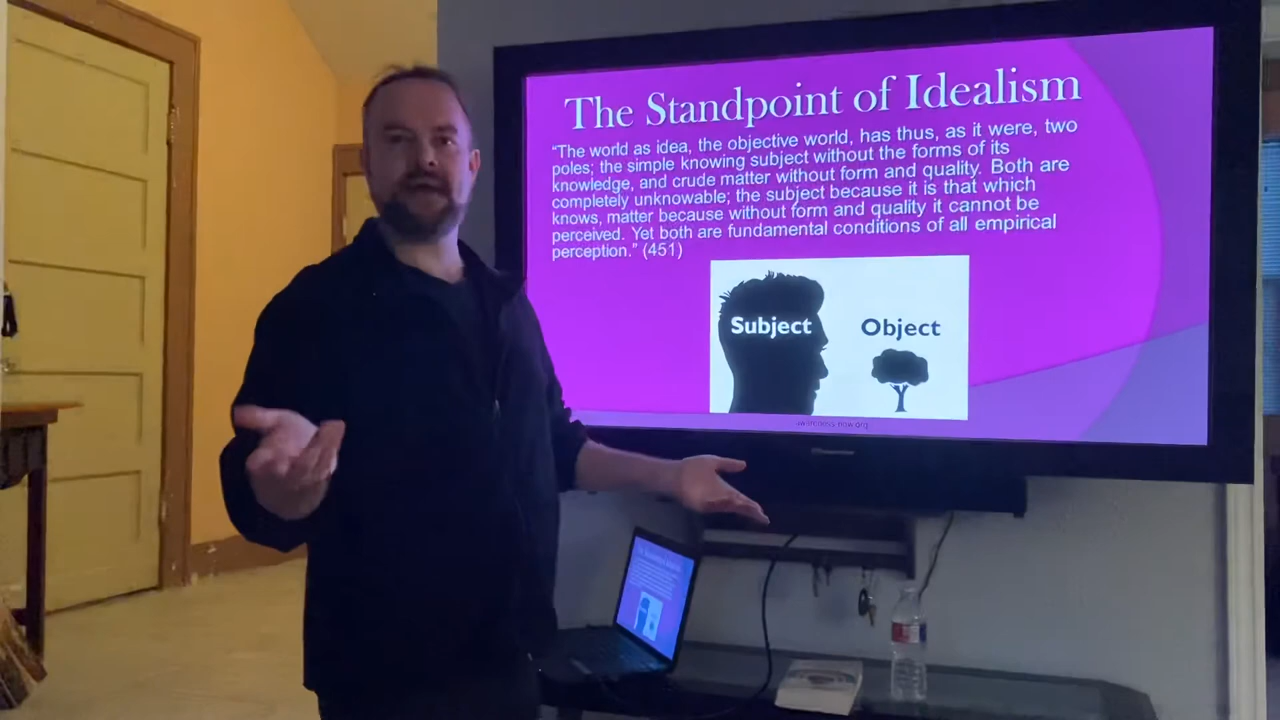 The Standpoint of Idealism
“The world as idea, the objective world, has thus, as it were, two
poles; the simple knowing subject without the forms of its
knowledge, and crude matter without form and quality. Both are
completely unknowable; the subject because it is that which
knows, matter because without form and quality it cannot be
perceived. Yet both are fundamental conditions of all empirical
perception.” (451)
Subject
Object